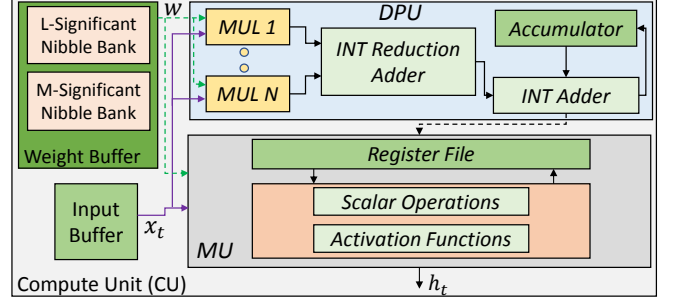 L-Significant
Nibble Bank
M-Significant
Nibble Bank
Weight Buffer
w
Input
Buffer
x_t
Compute Unit (CU)
DPU
MUL 1
MUL N
INT Reduction
Adder
Accumulator
INT Adder
Register File
Scalar Operations
Activation Functions
MU
h_t